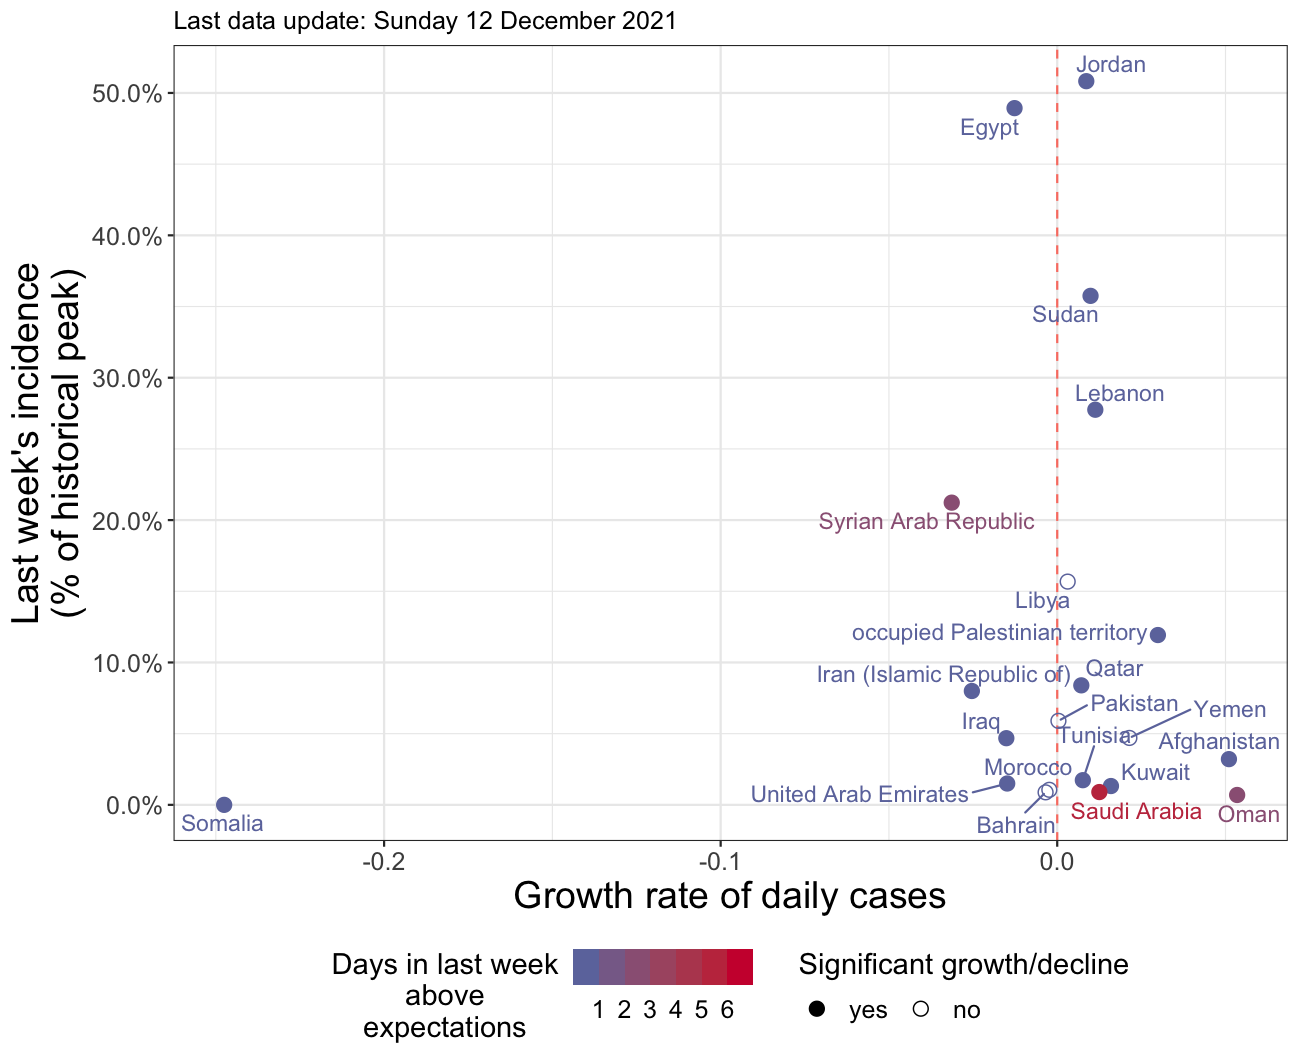 Last data update: Sunday 12 December 2021
Last week's incidence
(% of historical peak)
50.0%
40.0%
30.0%
20.0%
10.0%
0.0%
Jordan
Egypt
Sudan
Lebanon
Syrian Arab Republic
Libya
occupied Palestinian territory
Iran (Islamic Republic of)
Qatar
Pakistan
Yemen
Iraq
Tunisia
Afghanistan
Morocco
Kuwait
United Arab Emirates
Saudi Arabia
Oman
Somalia
Bahrain
-0.2
-0.1
0.0
Growth rate of daily cases
Days in last week
above
expectations
1 2 3 4 5 6
Significant growth/decline
yes
no